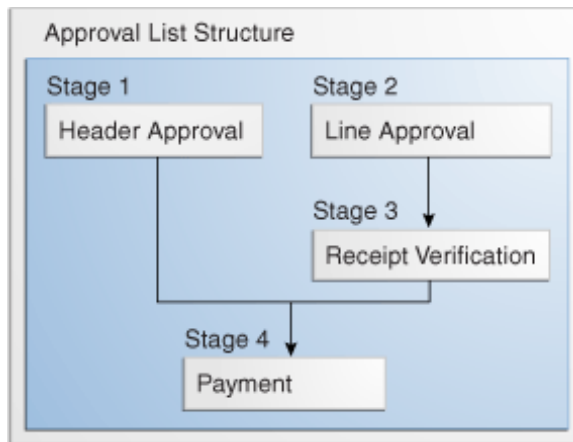 Approval List Structure
Stage 1
Header Approval
Stage 2
Line Approval
Stage 3
Receipt Verification
Stage 4
Payment